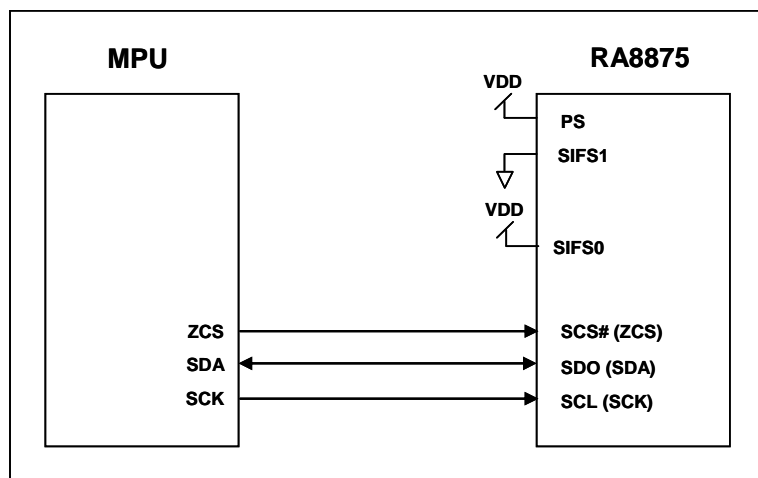 MPU
RA8875
VDD
PS
SIFS1
VDD
SIFS0
ZCS
SCS# (ZCS)
SDA
SDO (SDA)
SCK
SCL (SCK)